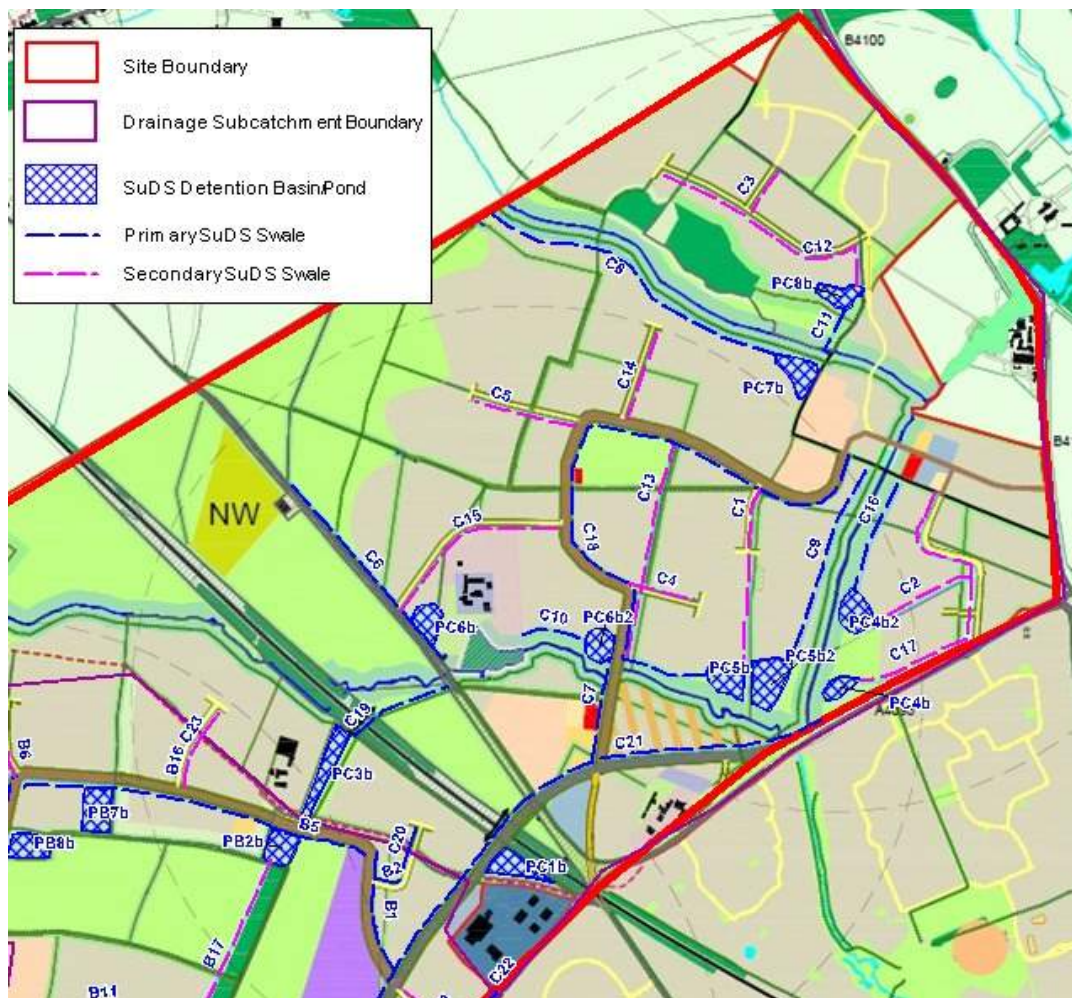 Site Boundary
Drainage Subcatchment Boundary
SuDS Detention Basin/Pond
Primary SuDS Swale
Secondary SuDS Swale
B4100
C3
C12
PC8b
C11
C8
PC7b
C14
C5
B41
NW
C13
C1
C16
C9
C15
C6
C18
C4
C2
C10
PC6b2
PC4b2
PC6b
C17
PC5b2
PC5b
PC4b
C7
C23
C19
C21
B16
B6
PC3b
PB7b
B5
PB2b
C20
PB8b
B2
PC1b
B1
B17
C22
B11